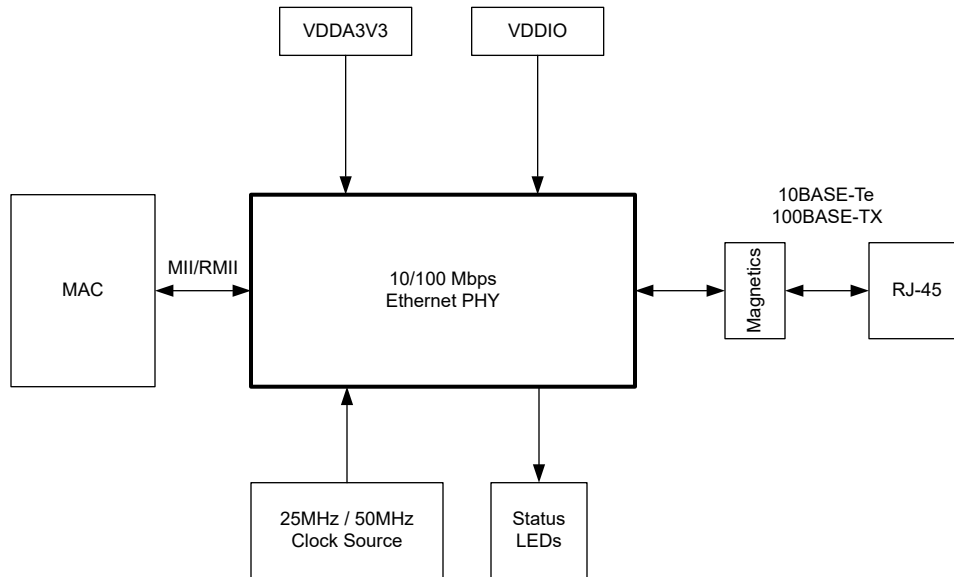 VDDA3V3
VDDIO
10BASE-Te
100BASE-TX
MAC
MII/RMII
10/100 Mbps
Ethernet PHY
Magnetics
RJ-45
25MHz / 50MHz
Clock Source
Status
LEDs